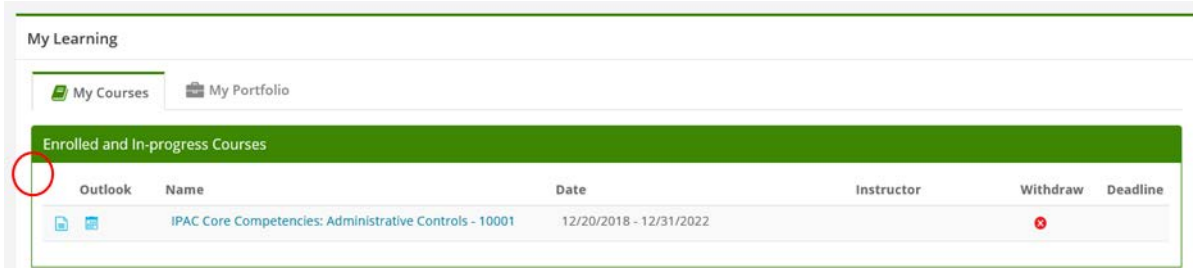 My Learning
My Courses My Portfolio
Enrolled and In-progress Courses
Outlook Name Date Instructor Withdraw Deadline
IPAC Core Competencies: Administrative Controls - 10001 12/20/2018 - 12/31/2022